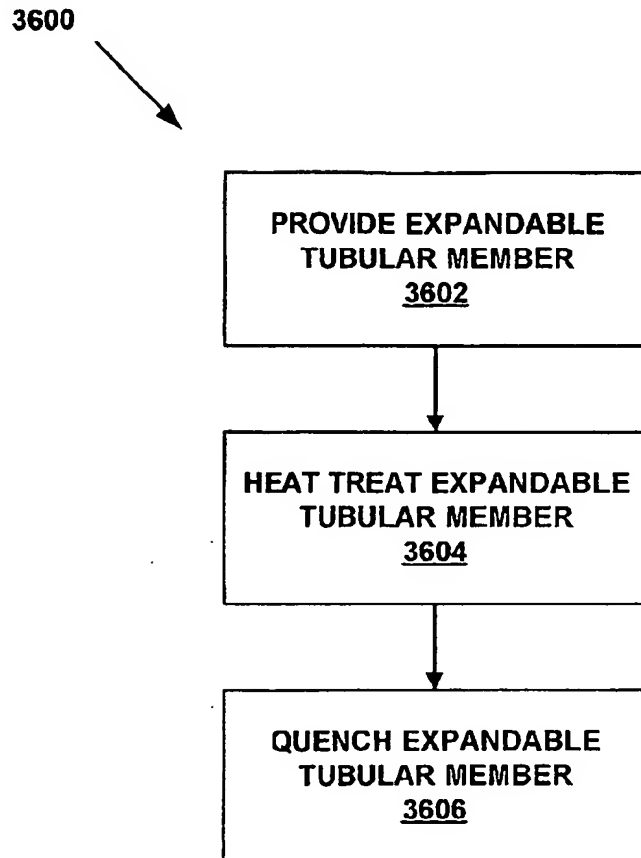 3600
PROVIDE EXPANDABLE
TUBULAR MEMBER
3602
HEAT TREAT EXPANDABLE
TUBULAR MEMBER
3604
QUENCH EXPANDABLE
TUBULAR MEMBER
3606